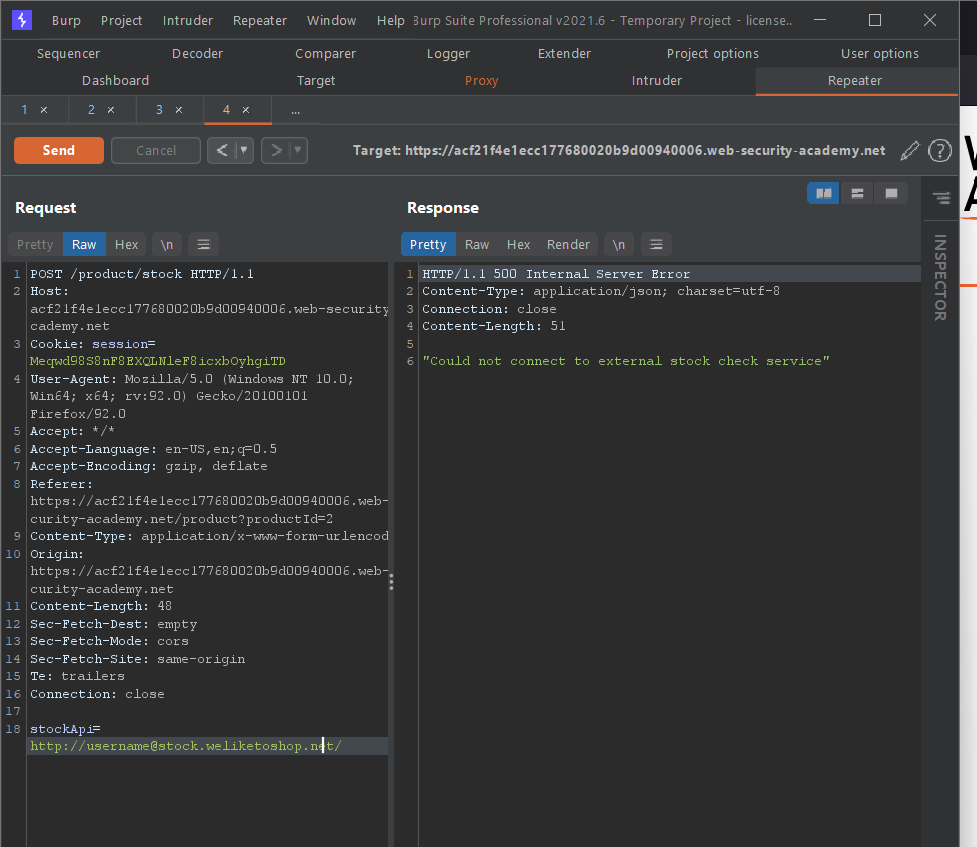 Burp Project Intruder Repeater Window Help Burp Suite Professional v2021.6 - Temporary Project - license..
Sequencer Decoder Comparer Logger Extender Project options User options
Dashboard Target Proxy Intruder Repeater
1 × 2 × 3 × 4 × ...
Send Cancel < > Target: https://acf21f4e1ecc177680020b9d00940006.web-security-academy.net ?
Request
Pretty Raw Hex \n
1 POST /product/stock HTTP/1.1
2 Host:
acf21f4e1ecc177680020b9d00940006.web-security
cademy.net
3 Cookie: session=
Meqwd98S8nF8EXQLNleF8icxbOyhgiTD
4 User-Agent: Mozilla/5.0 (Windows NT 10.0;
Win64; x64; rv:92.0) Gecko/20100101
Firefox/92.0
5 Accept: */*
6 Accept-Language: en-US,en;q=0.5
7 Accept-Encoding: gzip, deflate
8 Referer:
https://acf21f4e1ecc177680020b9d00940006.web-
curity-academy.net/product?productId=2
9 Content-Type: application/x-www-form-urlencod
10 Origin:
https://acf21f4e1ecc177680020b9d00940006.web-
curity-academy.net
11 Content-Length: 48
12 Sec-Fetch-Dest: empty
13 Sec-Fetch-Mode: cors
14 Sec-Fetch-Site: same-origin
15 Te: trailers
16 Connection: close
17
18 stockApi=
http://username@stock.weliketoshop.net/
Response
Pretty Raw Hex Render \n
1 HTTP/1.1 500 Internal Server Error
2 Content-Type: application/json; charset=utf-8
3 Connection: close
4 Content-Length: 51
5
6 "Could not connect to external stock check service"
INSPECTOR